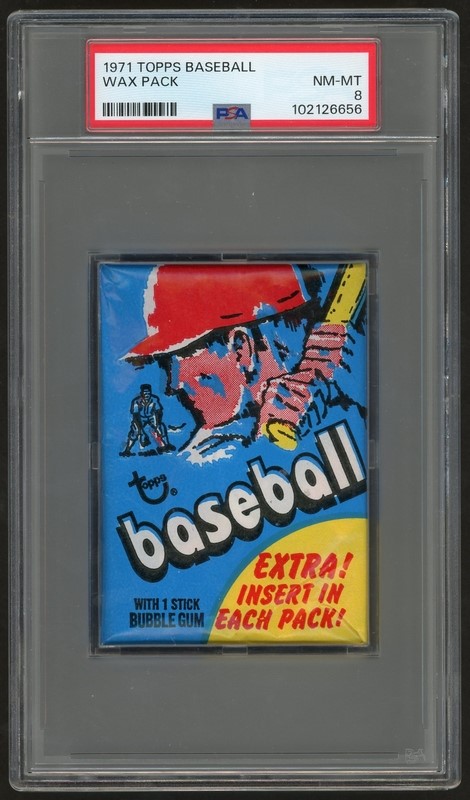 1971 TOPPS BASEBALL
WAX PACK
NM-MT
8
102126656
PSA
topps®
baseball
EXTRA!
INSERT IN
EACH PACK!
WITH 1 STICK
BUBBLE GUM